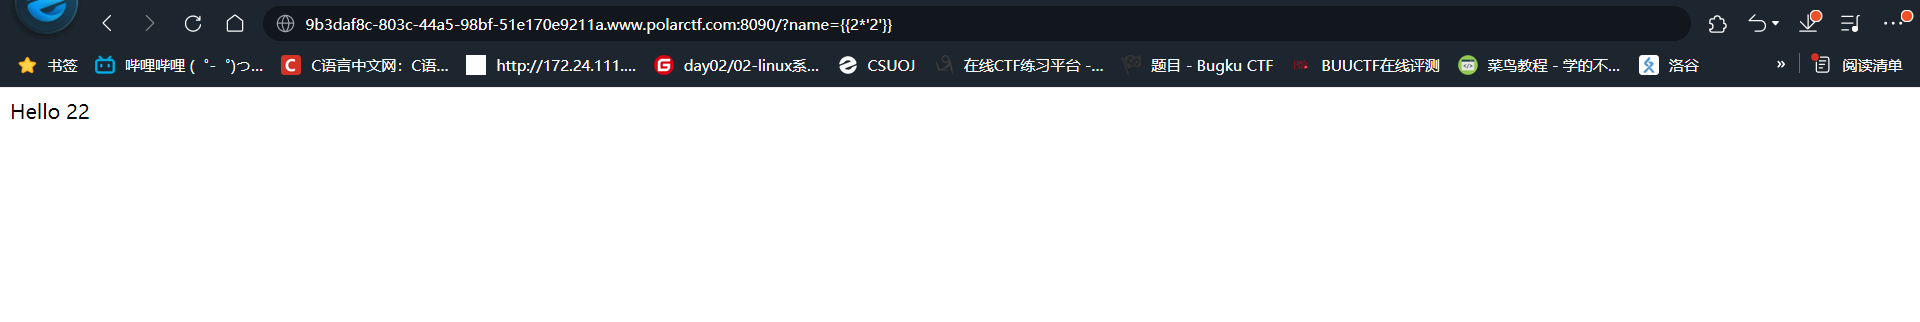 9b3daf8c-803c-44a5-98bf-51e170e9211a.www.polarctf.com:8090/?name={{2*'2'}}
书签 哔哩哔哩 (゜-゜)つ... C语言中文网：C语... http://172.24.111.... day02/02-linux系... CSUOJ 在线CTF练习平台 -... 题目 - Bugku CTF BUUCTF在线评测 菜鸟教程 - 学的不... 洛谷 » 阅读清单
Hello 22